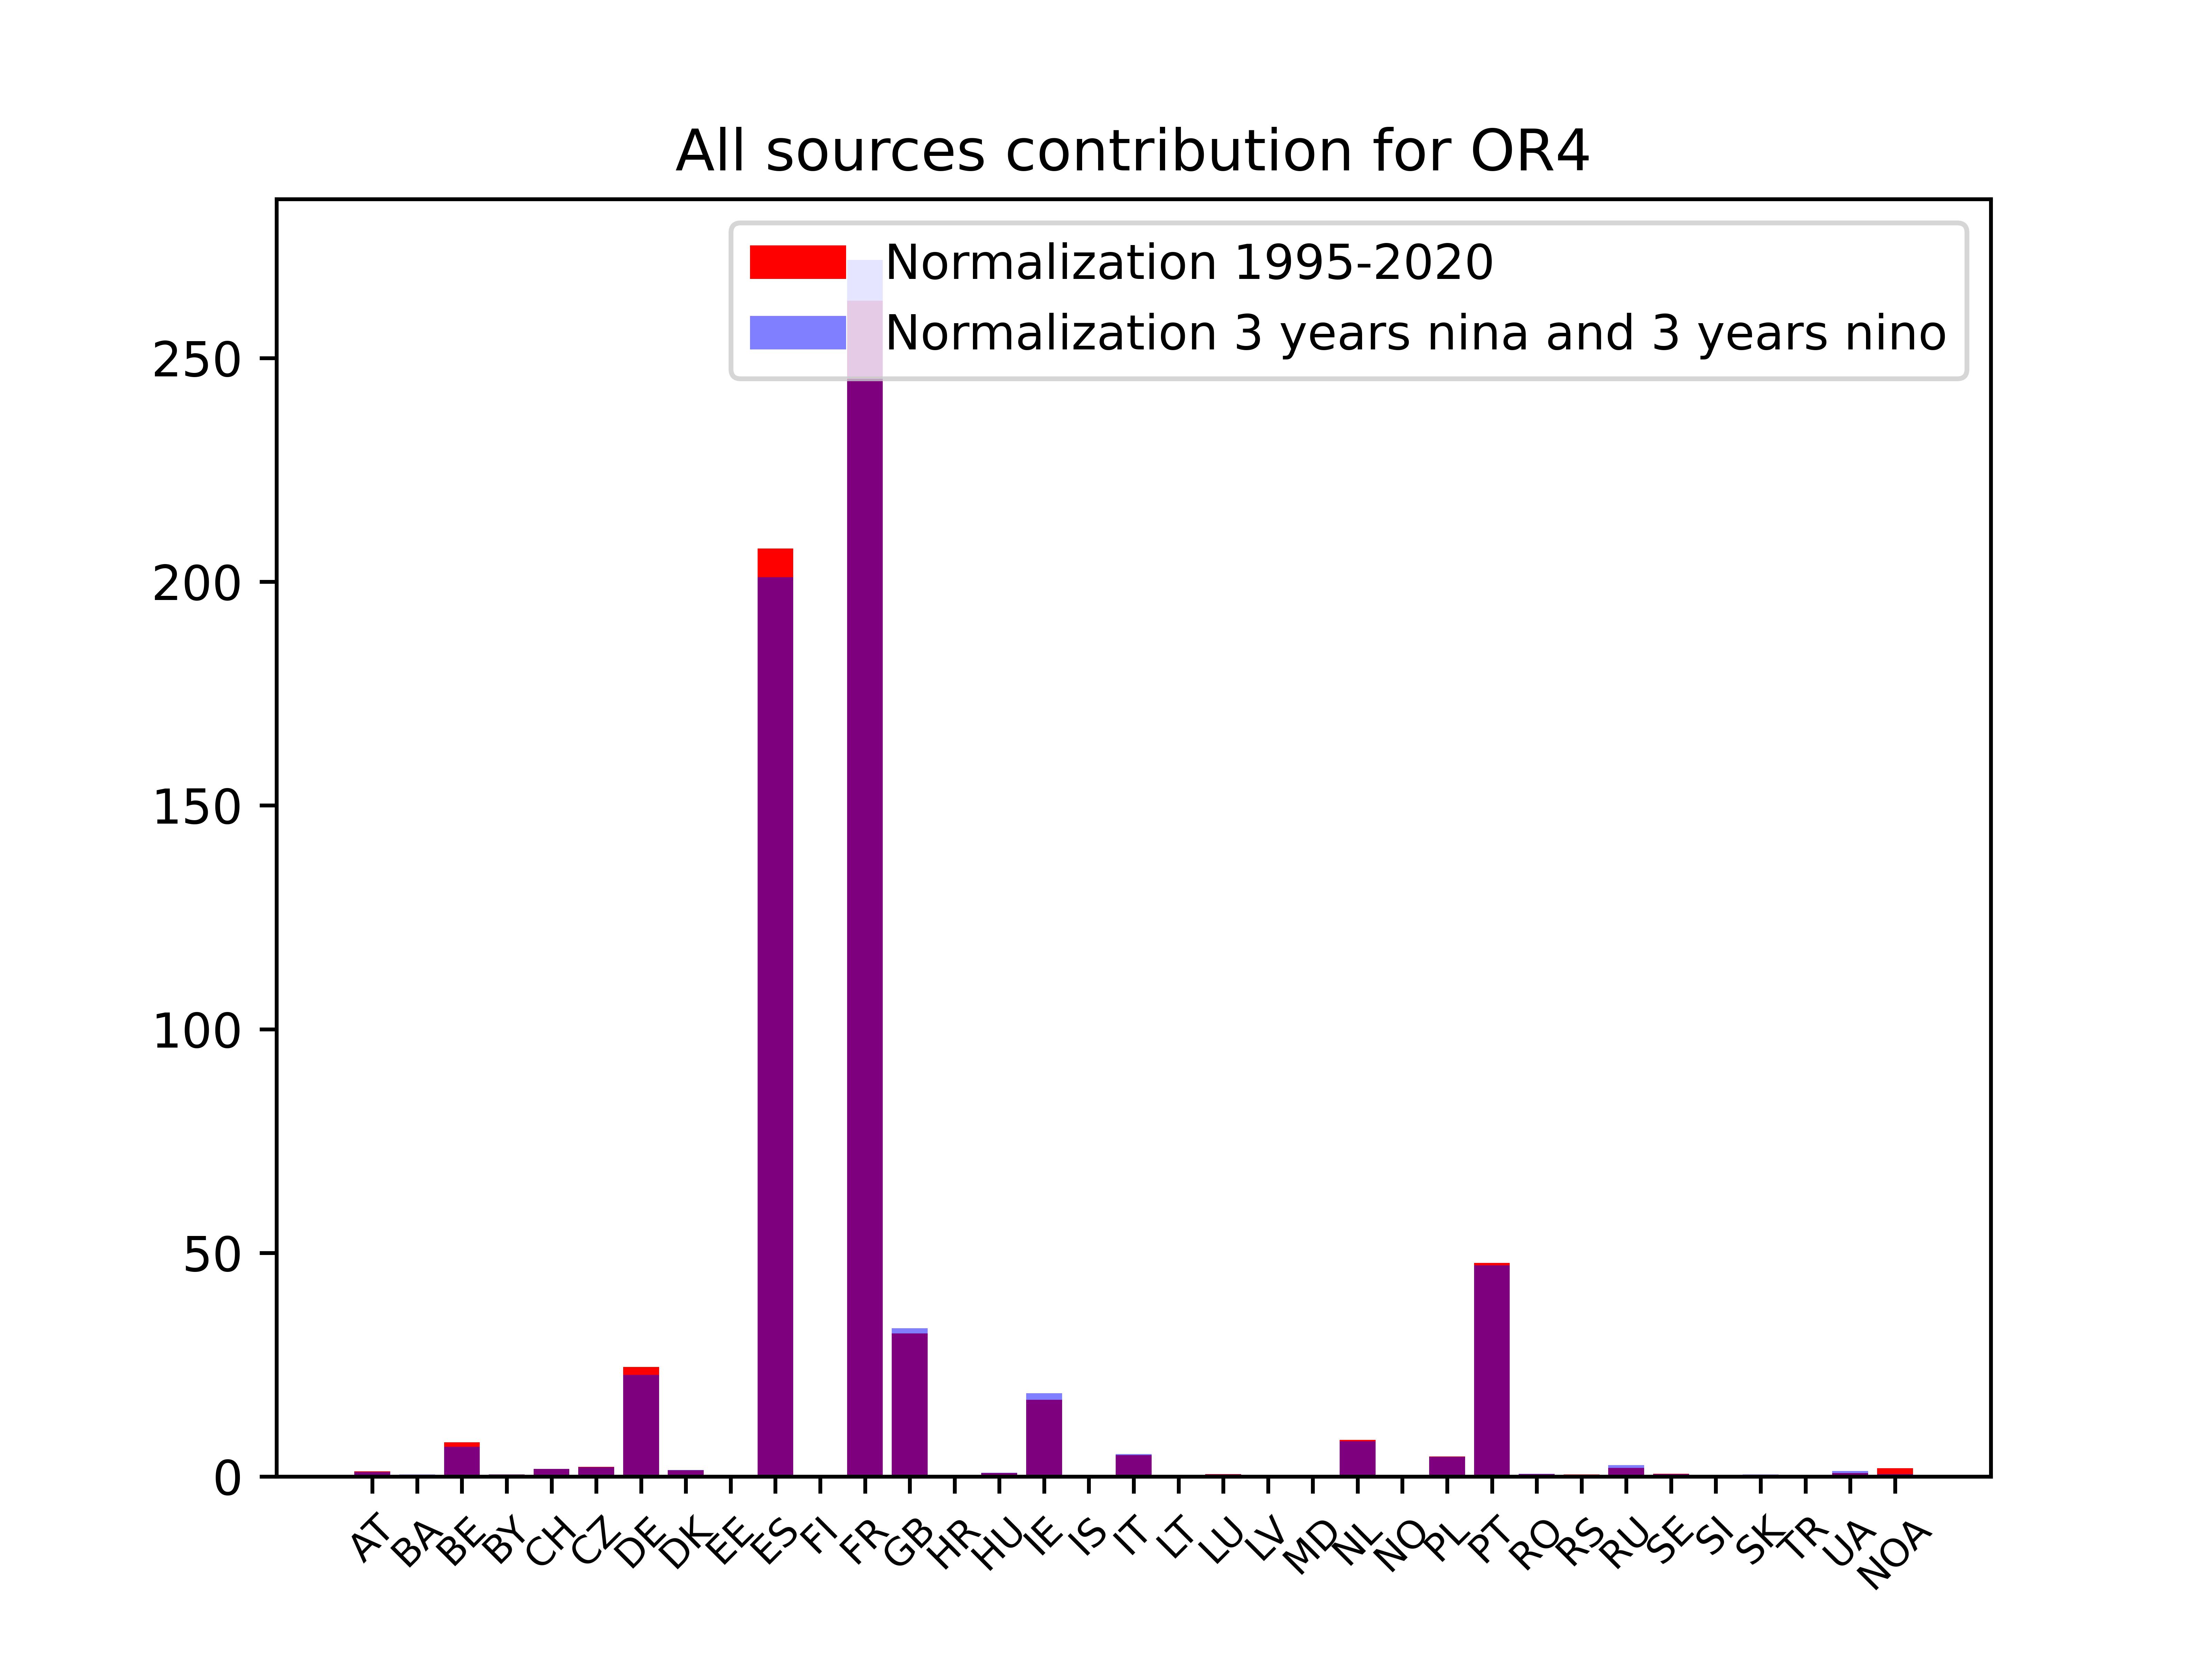 All sources contribution for OR4
Normalization 1995-2020
Normalization 3 years nina and 3 years nino
250
200
150
100
50
0
AT BA BE BY CH CZ DE DK EE ES FI FR GB HR HU IE IS IT LT LU LV MD NL NO PL PT RO RS RU SE SI SK TR UA NOA